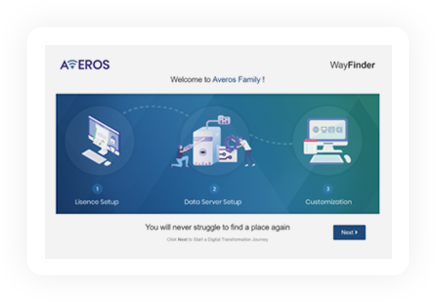 AVEROS
WayFinder
Welcome to Averos Family !
1
2
3
Lisence Setup
Data Server Setup
Customization
You will never struggle to find a place again
Click Next to Start a Digital Transformation Journey
Next